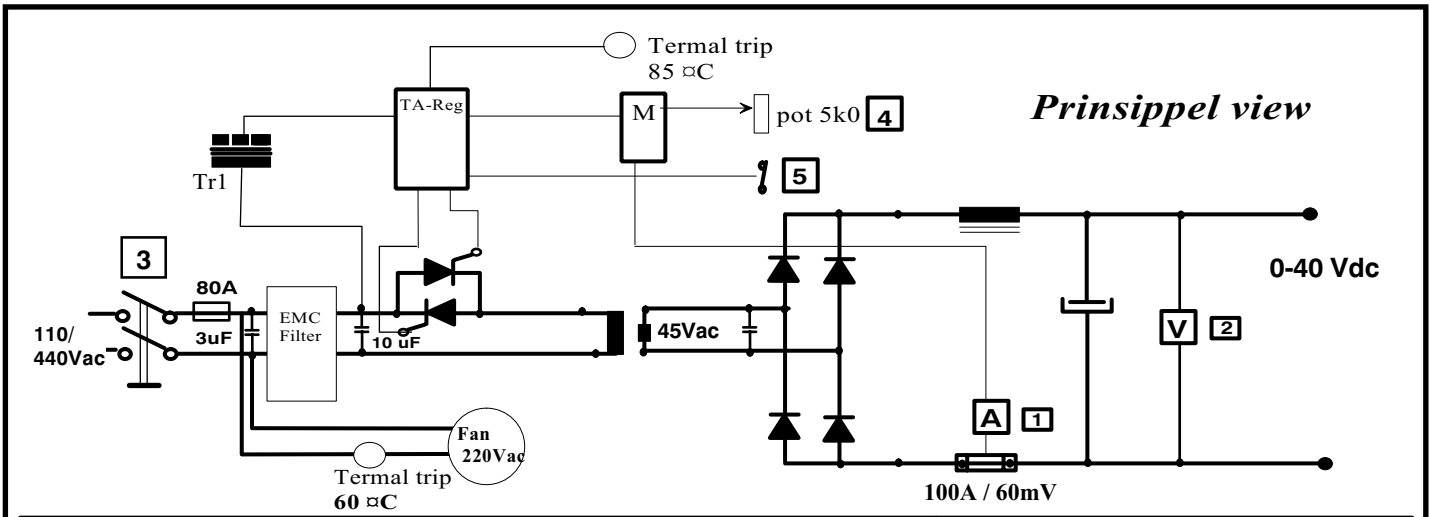 Termal trip
85 ¤C
TA-Reg
M
pot 5k0
4
Prinsippel view
Tr1
5
3
80A
0-40 Vdc
EMC
Filter
3uF
10 uF
45Vac
110/
440Vac
V
2
A
1
Fan
220Vac
Termal trip
60 ¤C
100A / 60mV